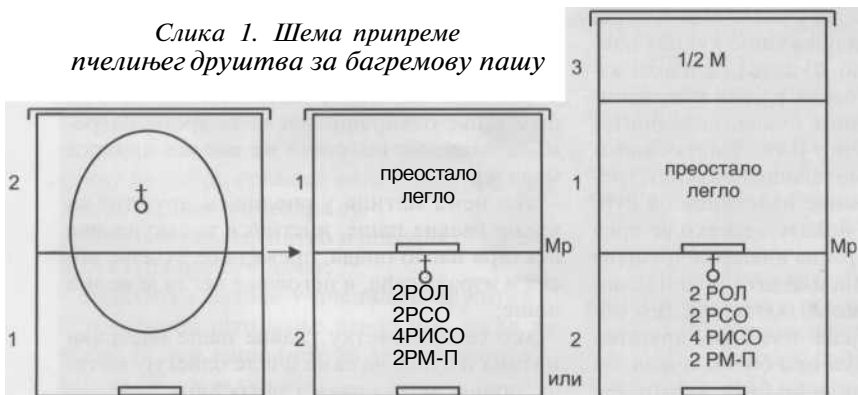 Слика 1. Шема припреме
пчелињег друштва за багремову пашу
2
1
1
преостало
легло
Мр
2РОЛ
2РСО
4РИСО
2РМ-П
2
или
3
1/2 М
1
преостало
легло
Мр
2 РОЛ
2 РСО
4 РИСО
2 РМ-П
2